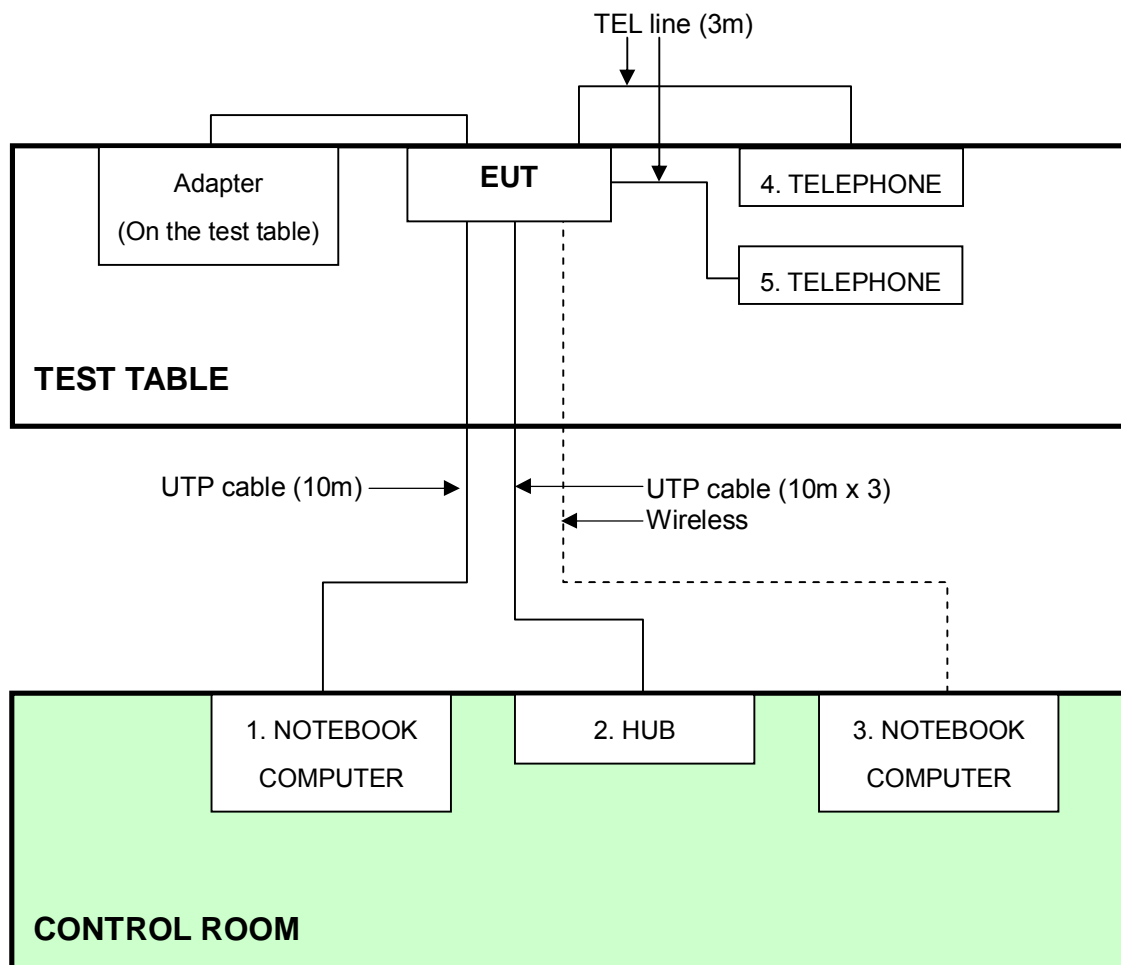 TEL line (3m)
Adapter
(On the test table)
EUT
4. TELEPHONE
5. TELEPHONE
TEST TABLE
UTP cable (10m)
UTP cable (10m x 3)
Wireless
1. NOTEBOOK
COMPUTER
2. HUB
3. NOTEBOOK
COMPUTER
CONTROL ROOM